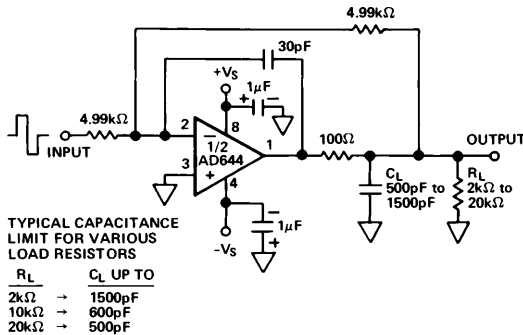 4.99kΩ
30pF
+VS
1μF
+ −
4.99kΩ
2
8
1
100Ω
OUTPUT
INPUT
−
1/2
AD644
3
+
4
CL
500pF to
1500pF
RL
2kΩ to
20kΩ
−
1μF
+
−VS
TYPICAL CAPACITANCE
LIMIT FOR VARIOUS
LOAD RESISTORS
RL CL UP TO
2kΩ → 1500pF
10kΩ → 600pF
20kΩ → 500pF